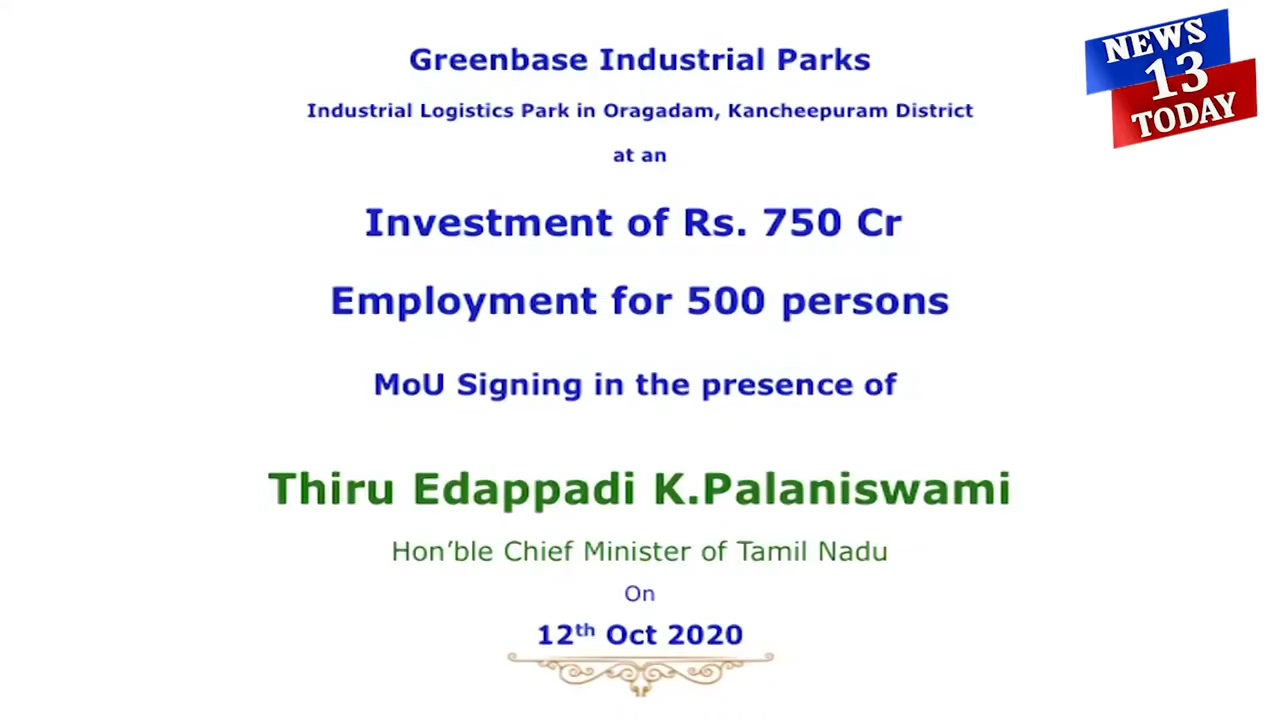 Greenbase Industrial Parks
Industrial Logistics Park in Oragadam, Kancheepuram District
at an
Investment of Rs. 750 Cr
Employment for 500 persons
MoU Signing in the presence of
Thiru Edappadi K.Palaniswami
Hon’ble Chief Minister of Tamil Nadu
On
12th Oct 2020
NEWS
13
TODAY